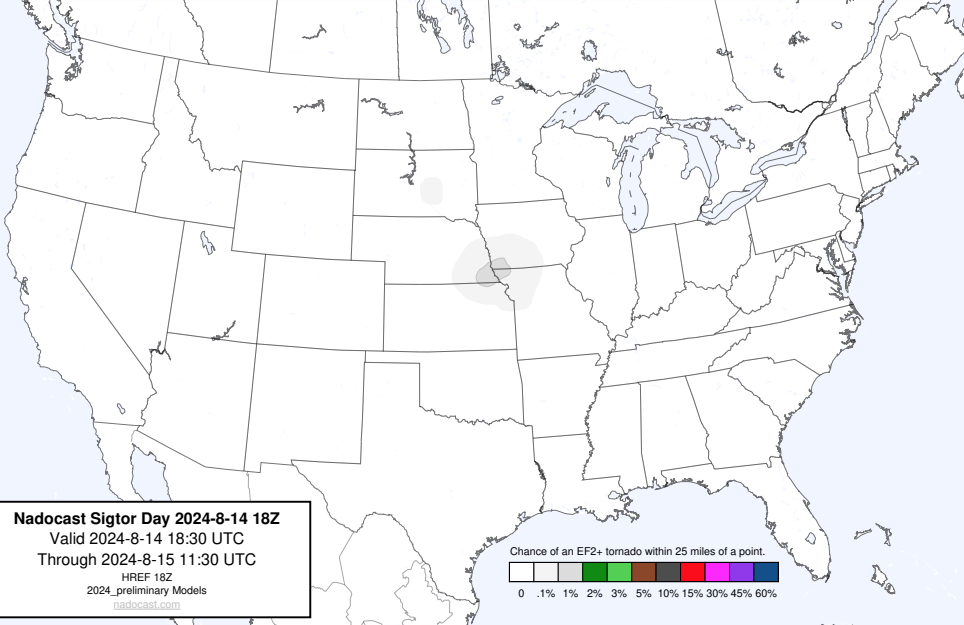 Nadocast Sigtor Day 2024-8-14 18Z
Valid 2024-8-14 18:30 UTC
Through 2024-8-15 11:30 UTC
HREF 18Z
2024_preliminary Models
nadocast.com
Chance of an EF2+ tornado within 25 miles of a point.
0 .1% 1% 2% 3% 5% 10% 15% 30% 45% 60%